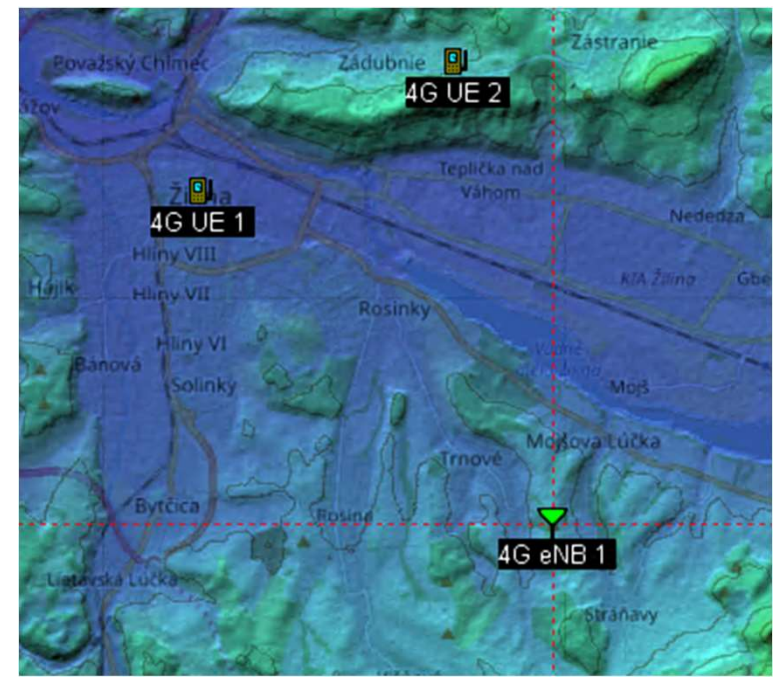 Považský Chlmec
Zádubnie
Zástranie
4G UE 2
Teplička nad
Váhom
4G UE 1
Nededza
Hliny VIII
KIA Žilina
Gbe
Hájik
Hliny VII
Rosinky
Hliny VI
Bánová
Solinky
Mojš
Mojšova Lúčka
Trnové
Bytčica
Rosina
4G eNB 1
Lietavská Lúčka
Stráňavy